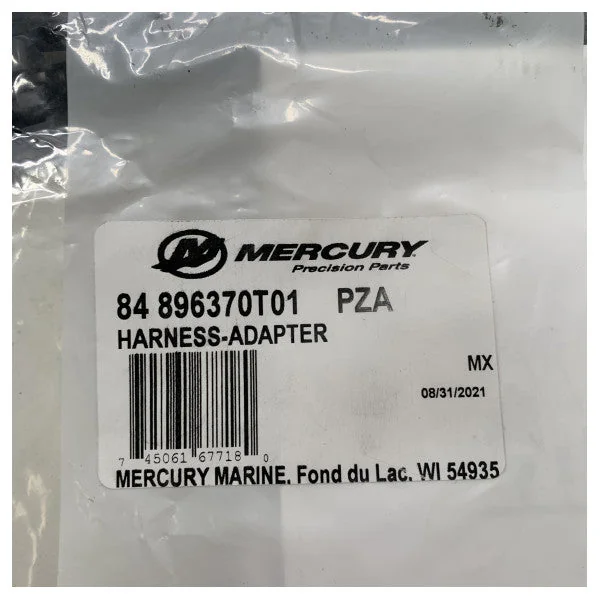 MERCURY
Precision Parts
84 896370T01 PZA
HARNESS-ADAPTER
MX
08/31/2021
7 45061 67718 0
MERCURY MARINE, Fond du Lac, WI 54935